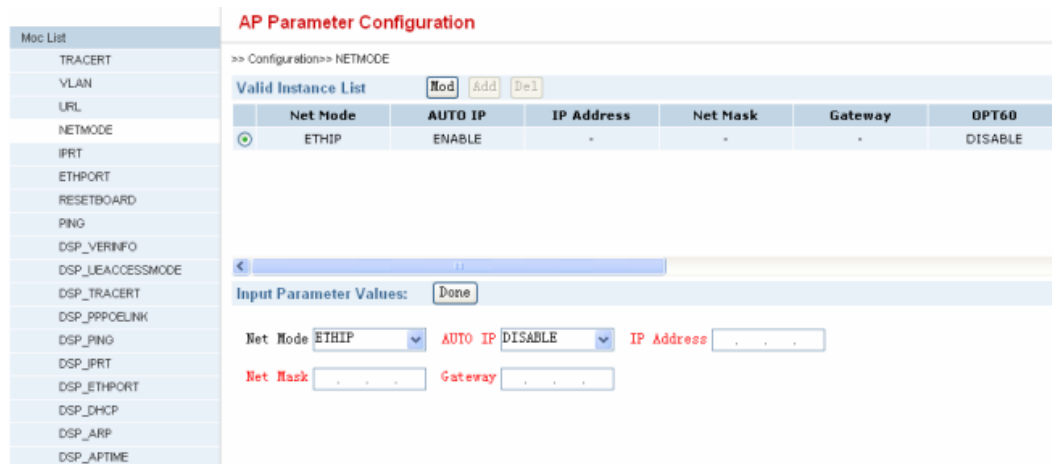 AP Parameter Configuration
Moc List
TRACERT
VLAN
URL
NETMODE
IPRT
ETHPORT
RESETBOARD
PING
DSP_VERINFO
DSP_UEACCESSMODE
DSP_TRACERT
DSP_PPPOELINK
DSP_PING
DSP_IPRT
DSP_ETHPORT
DSP_DHCP
DSP_ARP
DSP_APTIME
>> Configuration>> NETMODE
Valid Instance List Mod Add Del
Net Mode AUTO IP IP Address Net Mask Gateway OPT60
ETHIP ENABLE - - - DISABLE
Input Parameter Values: Done
Net Mode ETHIP AUTO IP DISABLE IP Address . . .
Net Mask . . . Gateway . . .